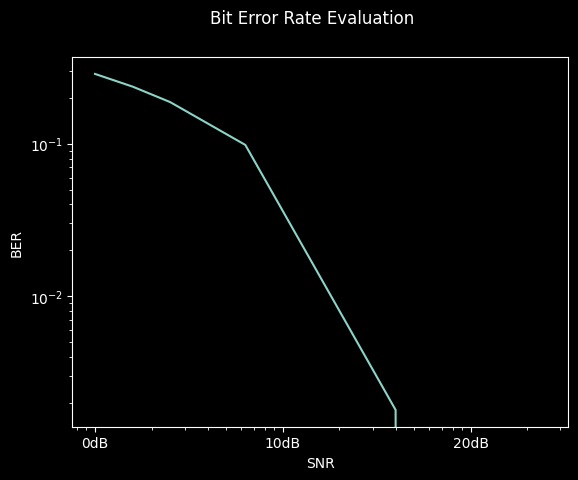 Bit Error Rate Evaluation
10⁻¹
10⁻²
BER
0dB 10dB 20dB
SNR